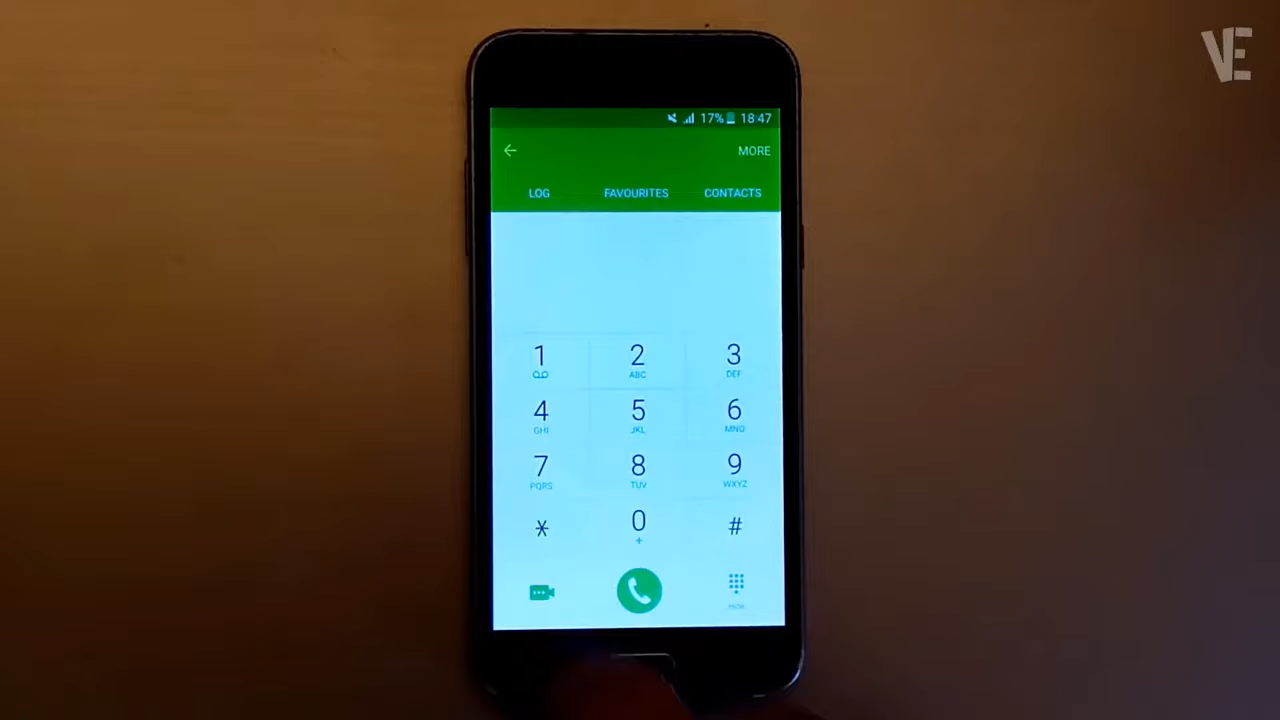 VE
17% 18:47
MORE
LOG FAVOURITES CONTACTS
1 2 3
ABC DEF
4 5 6
GHI JKL MNO
7 8 9
PQRS TUV WXYZ
* 0 #
+